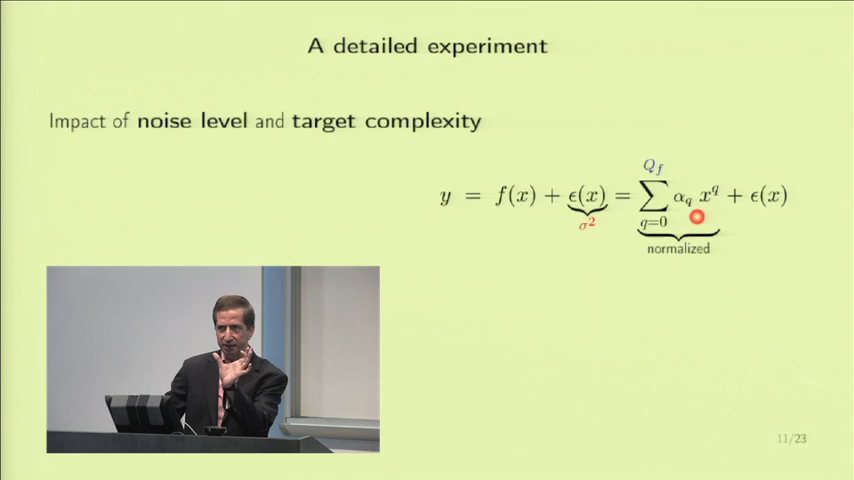 A detailed experiment
Impact of noise level and target complexity
Q_f
y = f(x) + ϵ(x) = ∑ α_q x^q + ϵ(x)
σ² q=0
normalized
11/23